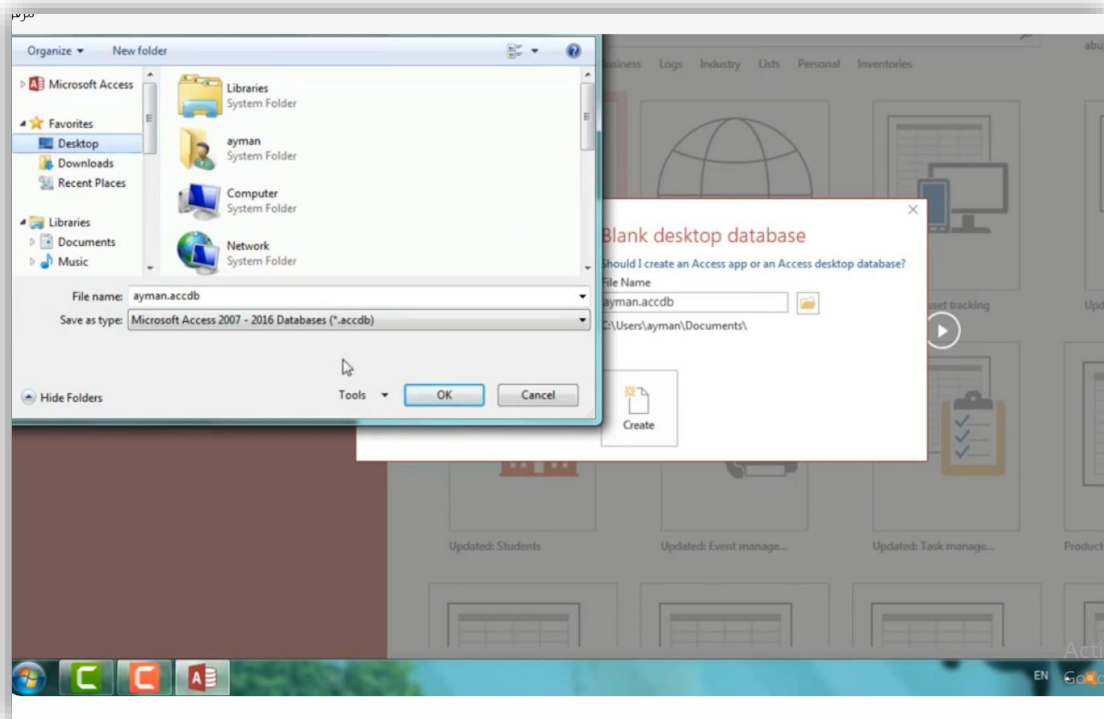 Organize
New folder
Microsoft Access
Favorites
Desktop
Downloads
Recent Places
Libraries
Documents
Music
Libraries
System Folder
ayman
System Folder
Computer
System Folder
Network
System Folder
File name: ayman.accdb
Save as type: Microsoft Access 2007 - 2016 Databases (*.accdb)
Hide Folders
Tools
OK
Cancel
Logs Industry Lists Personal Inventories
Blank desktop database
Should I create an Access app or an Access desktop database?
File Name
ayman.accdb
C:\Users\ayman\Documents\
Create
tracking
Updated: Students
Updated: Event manage...
Updated: Task manage...
Product
EN